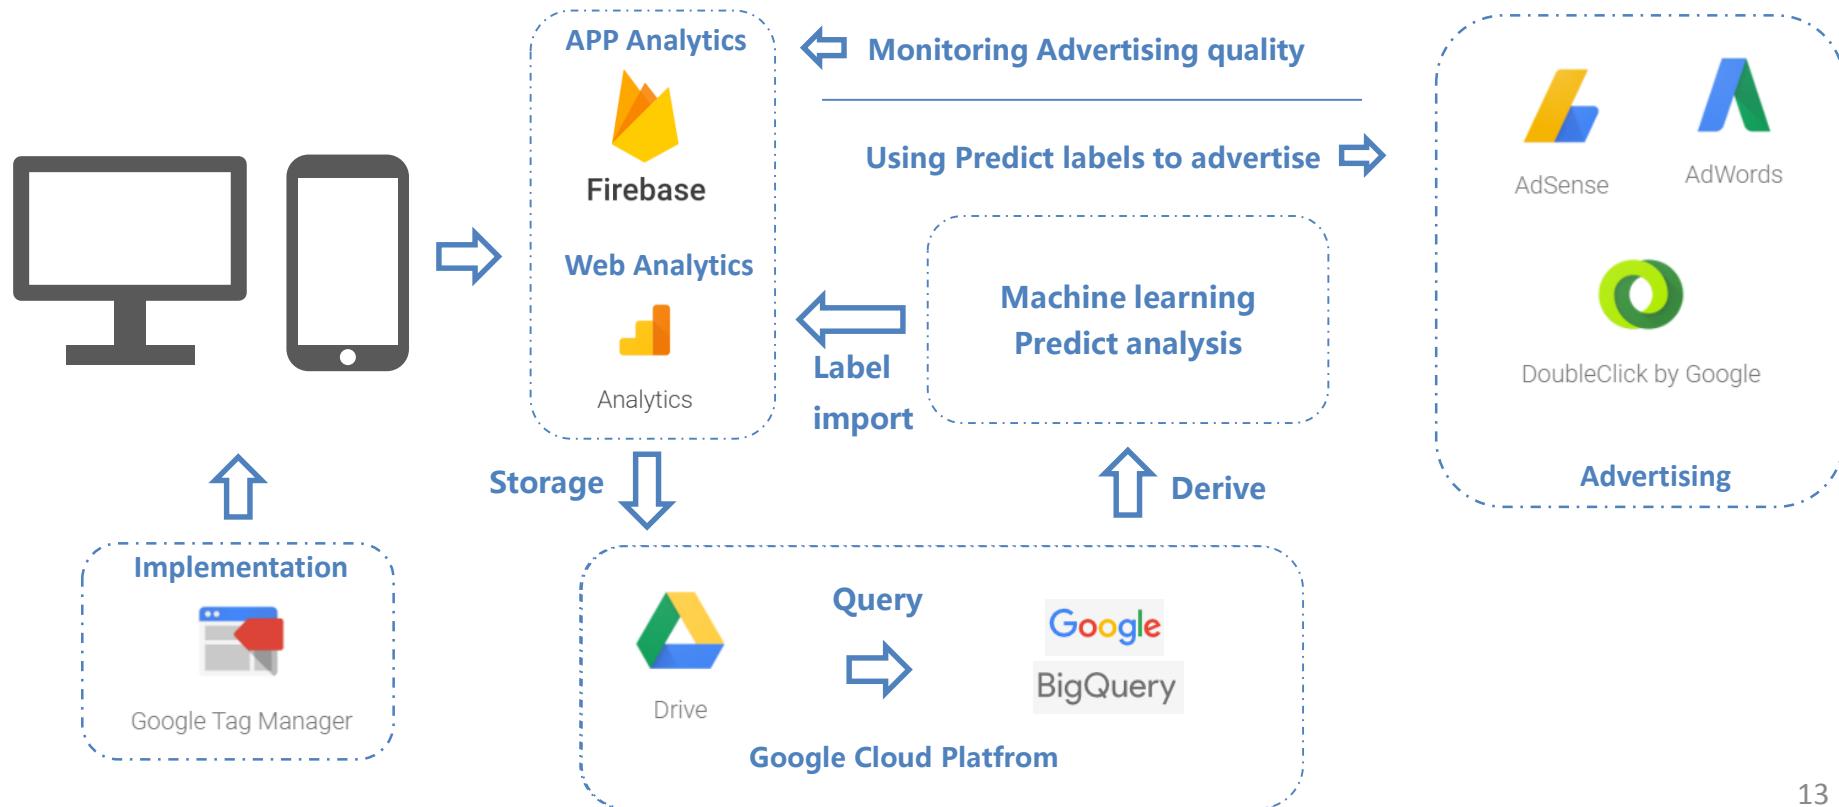 APP Analytics
Firebase
Web Analytics
Analytics
Monitoring Advertising quality
Using Predict labels to advertise
AdSense
AdWords
DoubleClick by Google
Advertising
Machine learning
Predict analysis
Label
import
Storage
Derive
Implementation
Google Tag Manager
Query
Drive
Google
BigQuery
Google Cloud Platfrom
13